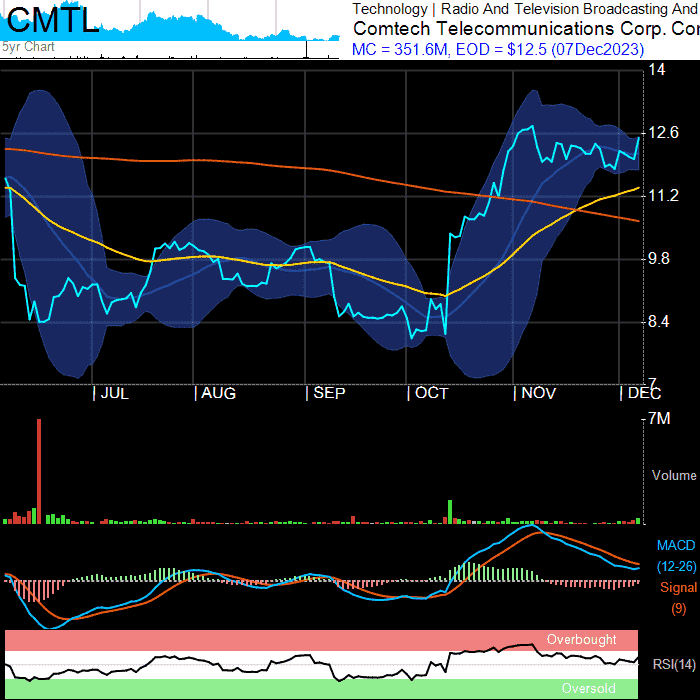 CMTL
5yr Chart
Technology | Radio And Television Broadcasting And
Comtech Telecommunications Corp. Cor
MC = 351.6M, EOD = $12.5 (07Dec2023)
14
12.6
11.2
9.8
8.4
7
JUL AUG SEP OCT NOV DEC
7M
Volume
MACD
(12-26)
Signal
(9)
Overbought
RSI(14)
Oversold